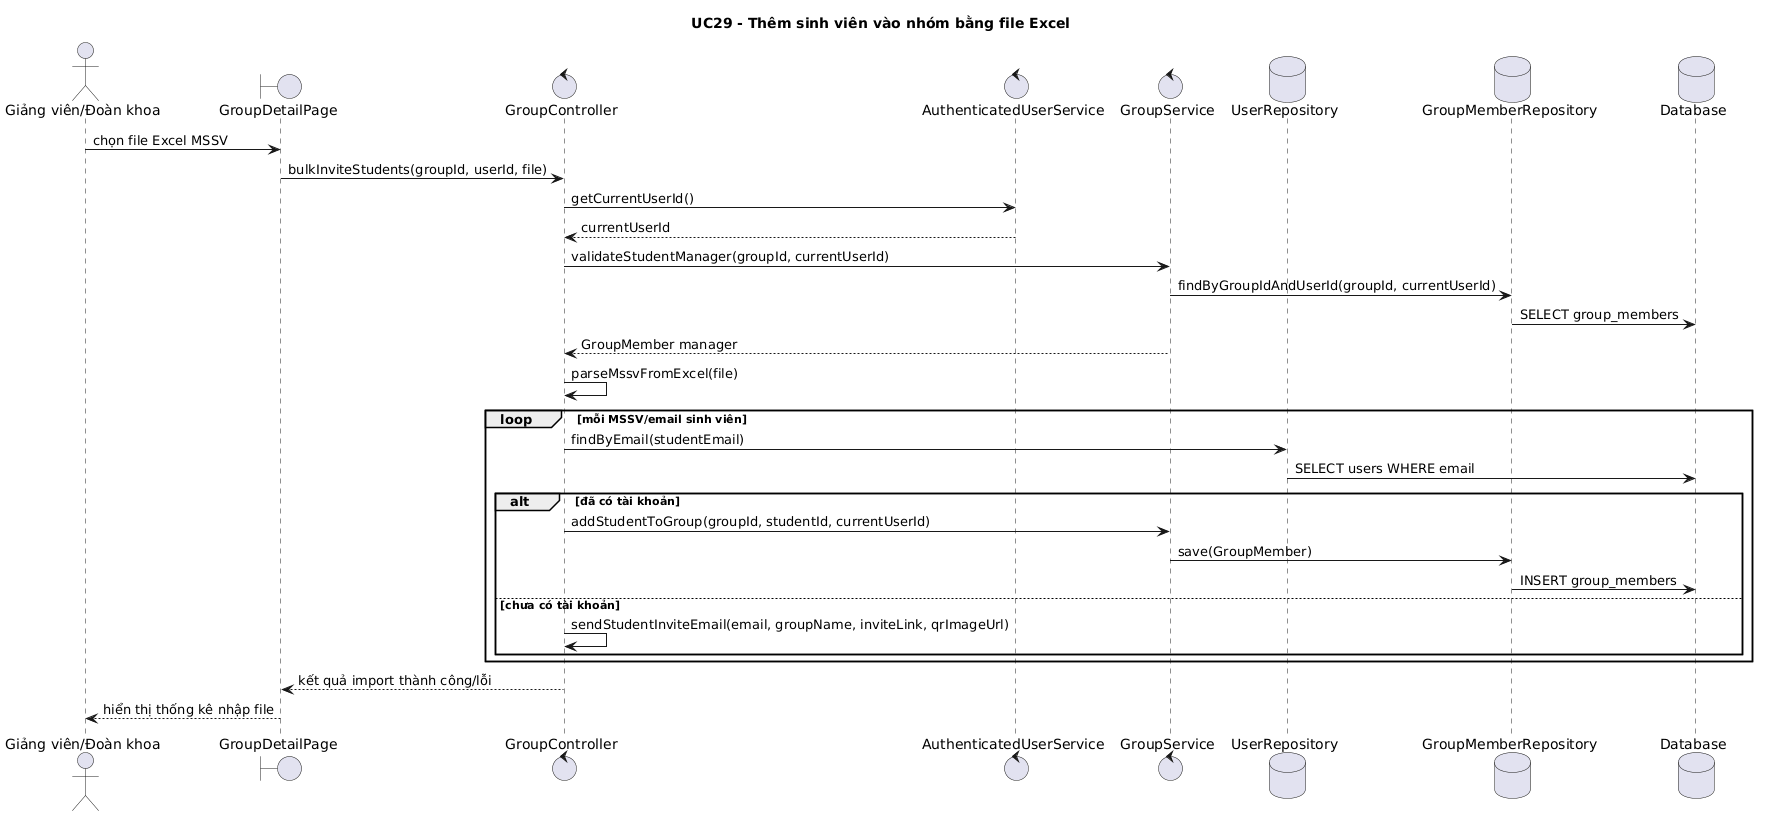 UC29 - Thêm sinh viên vào nhóm bằng file Excel
Giảng viên/Đoàn khoa
GroupDetailPage
GroupController
AuthenticatedUserService
GroupService
UserRepository
GroupMemberRepository
Database
chọn file Excel MSSV
bulkInviteStudents(groupId, userId, file)
getCurrentUserId()
currentUserId
validateStudentManager(groupId, currentUserId)
findByGroupIdAndUserId(groupId, currentUserId)
SELECT group_members
GroupMember manager
parseMssvFromExcel(file)
loop [mỗi MSSV/email sinh viên]
findByEmail(studentEmail)
SELECT users WHERE email
alt [đã có tài khoản]
addStudentToGroup(groupId, studentId, currentUserId)
save(GroupMember)
INSERT group_members
[chưa có tài khoản]
sendStudentInviteEmail(email, groupName, inviteLink, qrImageUrl)
kết quả import thành công/lỗi
hiển thị thống kê nhập file
Giảng viên/Đoàn khoa
GroupDetailPage
GroupController
AuthenticatedUserService
GroupService
UserRepository
GroupMemberRepository
Database